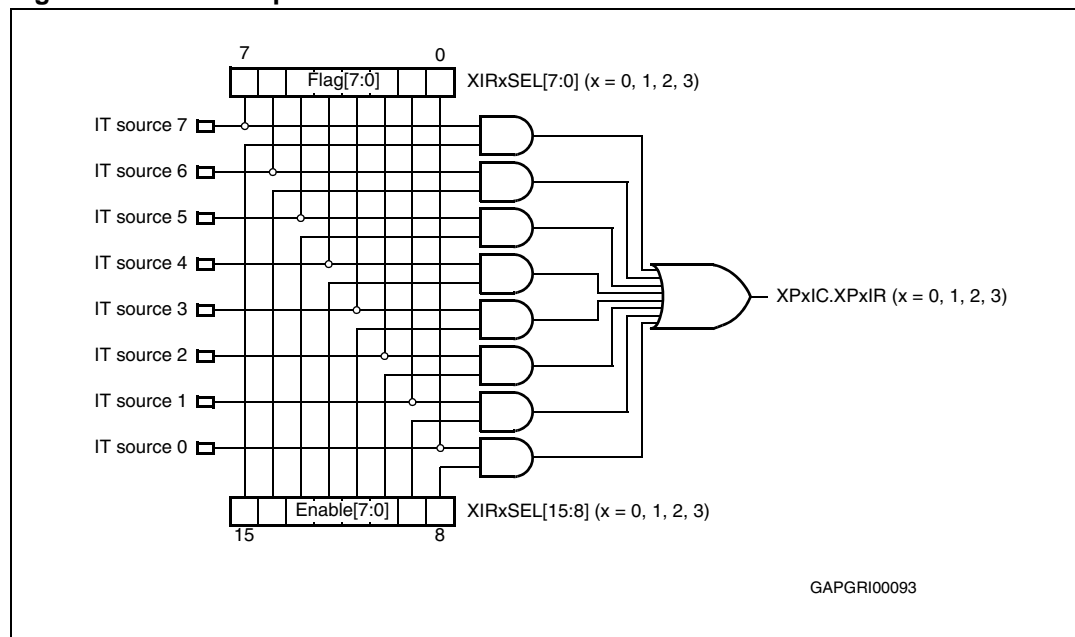 7 0
Flag[7:0] XIRxSEL[7:0] (x = 0, 1, 2, 3)
IT source 7
IT source 6
IT source 5
IT source 4
IT source 3
XPxIC.XPxIR (x = 0, 1, 2, 3)
IT source 2
IT source 1
IT source 0
Enable[7:0] XIRxSEL[15:8] (x = 0, 1, 2, 3)
15 8
GAPGRI00093